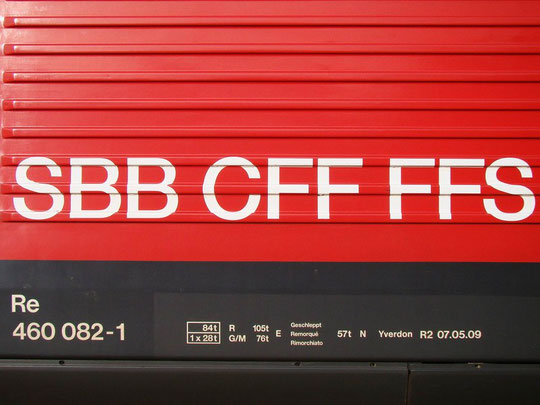 SBB CFF FFS
Re
460 082-1
84t R 105t E Geschleppt 57t N Yverdon R2 07.05.09
1 x 28t G/M 76t Remorqué
Rimorchiato